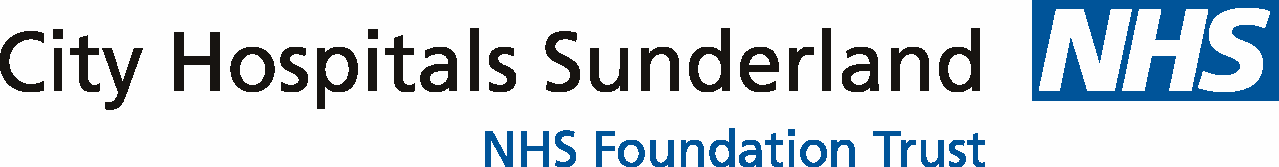 City Hospitals Sunderland NHS
NHS Foundation Trust